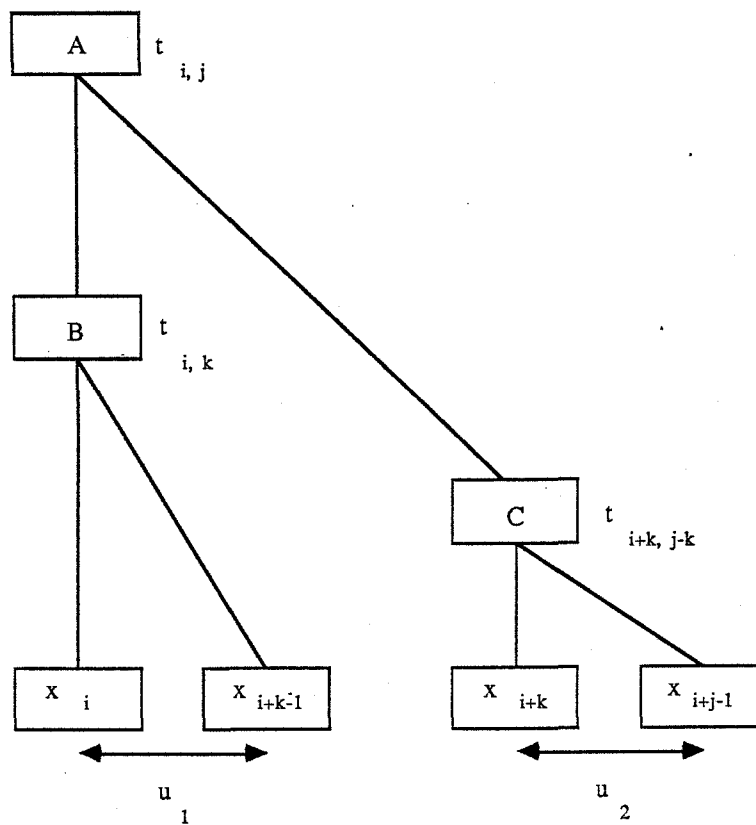 A t i, j
B t i, k
C t i+k, j-k
x i x i+k-1 x i+k x i+j-1
u 1 u 2